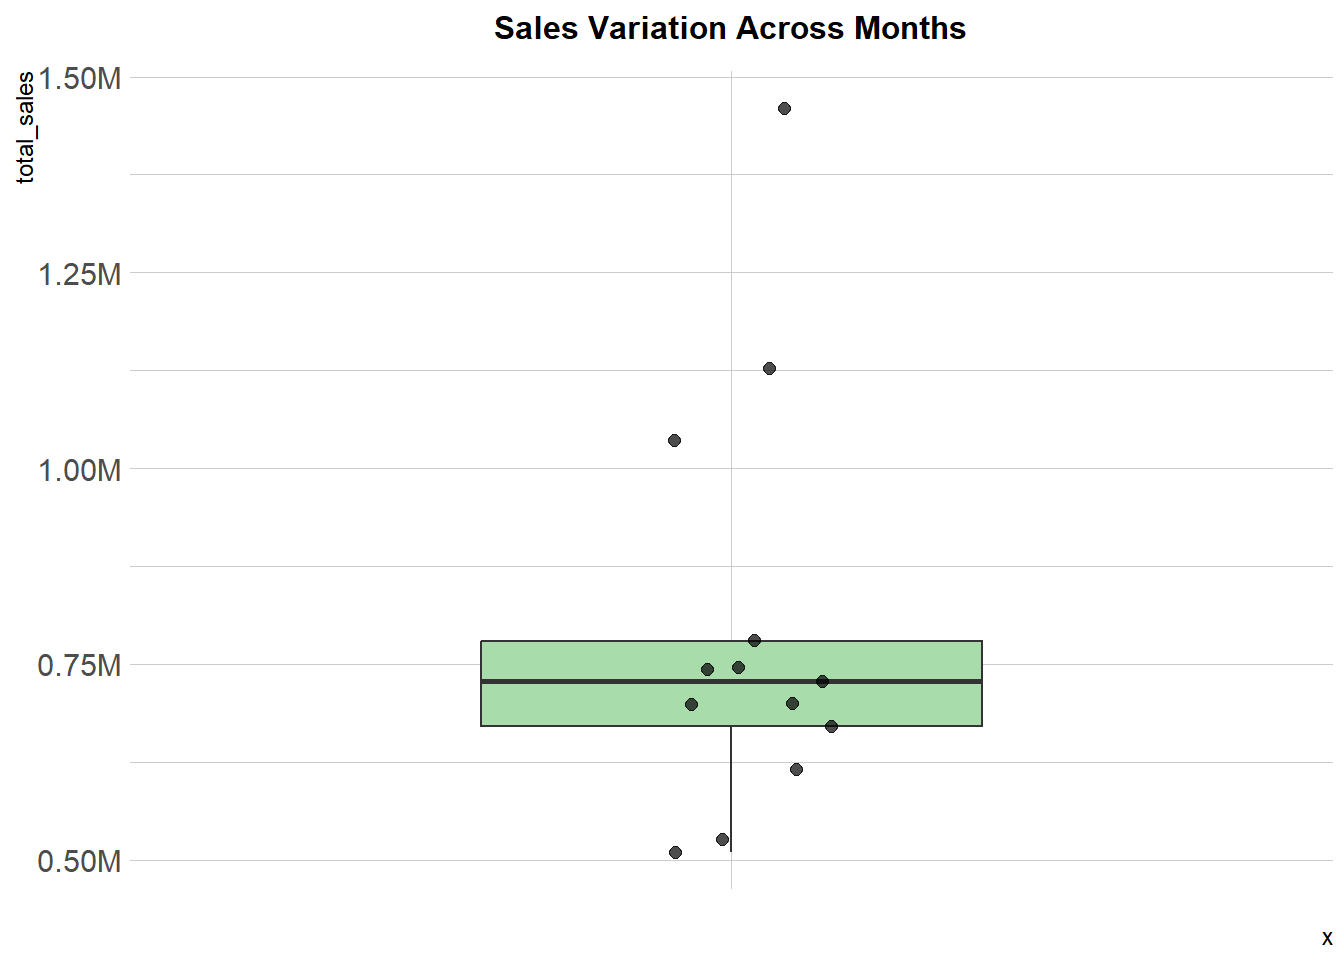 Sales Variation Across Months
total_sales
1.50M
1.25M
1.00M
0.75M
0.50M
x